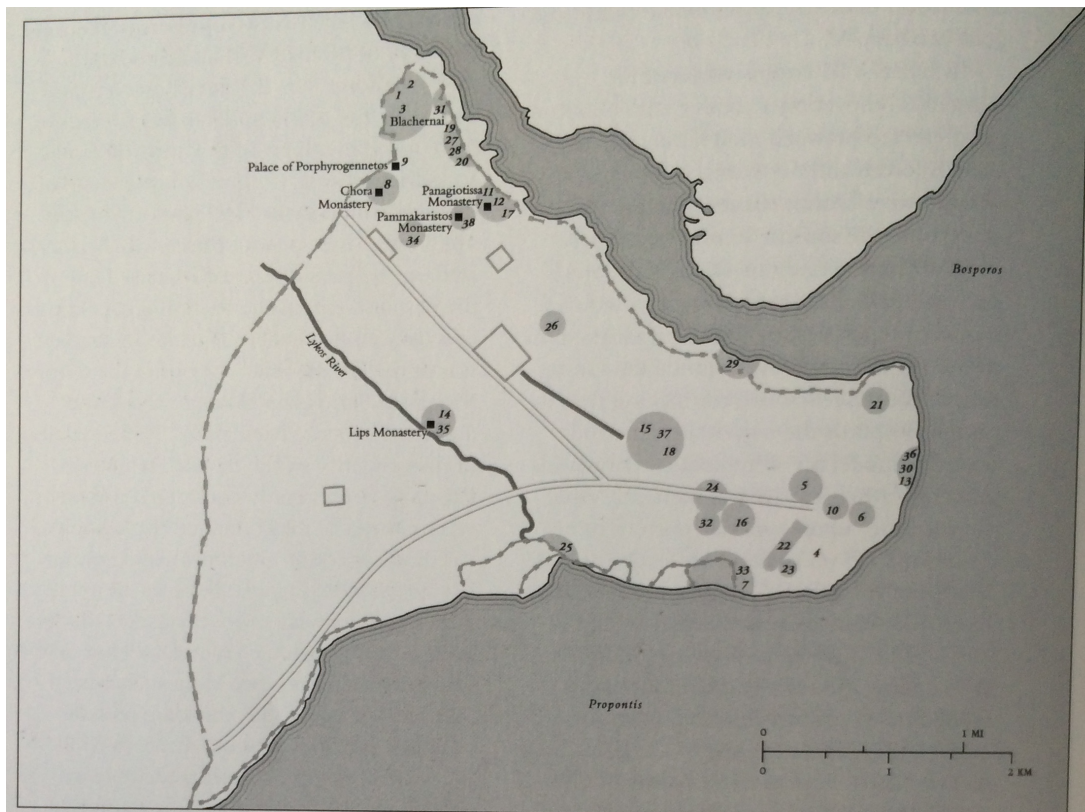 2
1
3
31
Blachernai
19
27
28
20
Palace of Porphyrogennetos
9
8
Chora
Monastery
Panagiotissa
11
Monastery
12
17
Pammakaristos
Monastery
38
34
Bosporos
26
Lykos River
29
21
14
Lips Monastery
35
15
37
18
36
30
13
24
5
32
16
10
6
25
22
4
33
23
7
Propontis
0
1 MI
0
1
2 KM